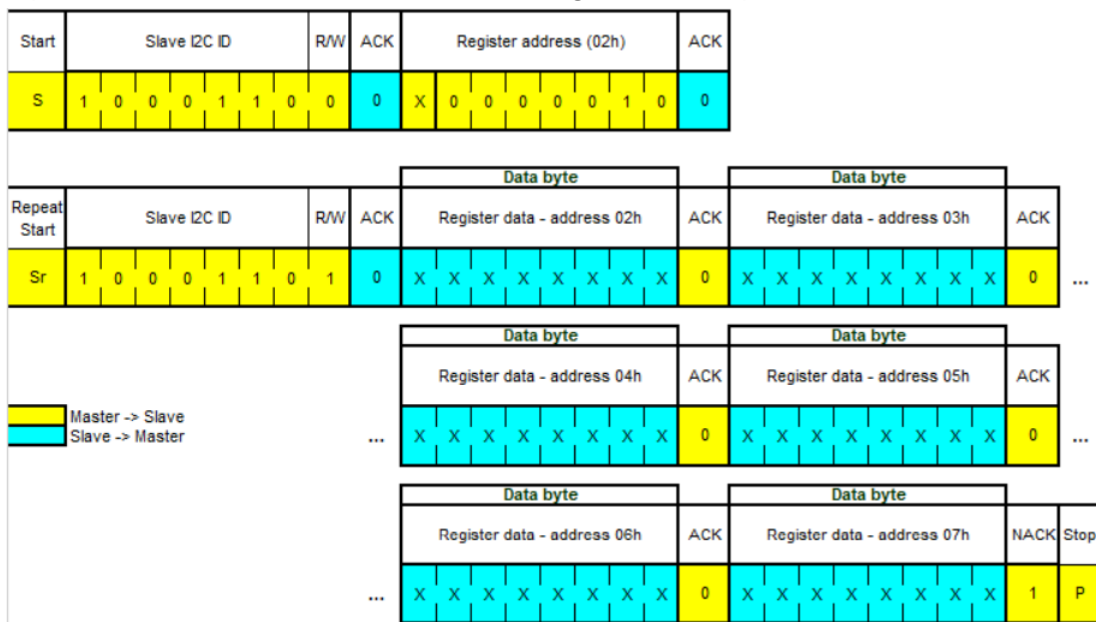 Start Slave I2C ID R/W ACK Register address (02h) ACK
S 1 0 0 0 1 1 0 0 0 X 0 0 0 0 0 1 0 0
Data byte Data byte
Repeat Start Slave I2C ID R/W ACK Register data - address 02h ACK Register data - address 03h ACK
Sr 1 0 0 0 1 1 0 1 0 X X X X X X X X 0 X X X X X X X X 0 ...
Data byte Data byte
Register data - address 04h ACK Register data - address 05h ACK
Master -> Slave
Slave -> Master
... X X X X X X X X 0 X X X X X X X X 0 ...
Data byte Data byte
Register data - address 06h ACK Register data - address 07h NACK Stop
... X X X X X X X X 0 X X X X X X X X 1 P